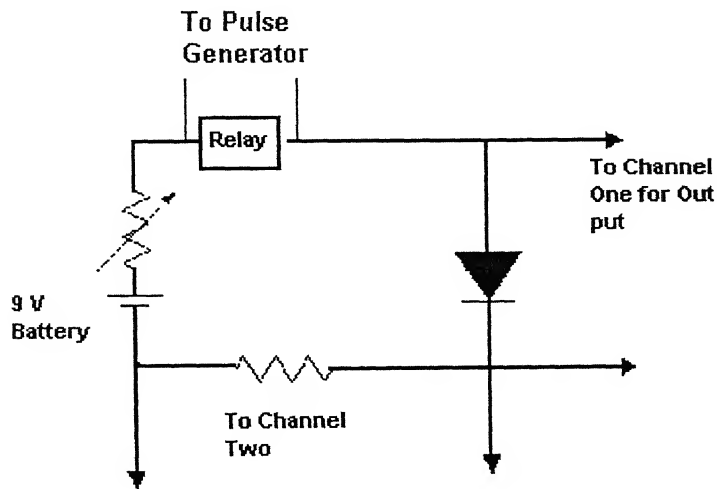 To Pulse
Generator
Relay
To Channel
One for Out
put
9 V
Battery
To Channel
Two